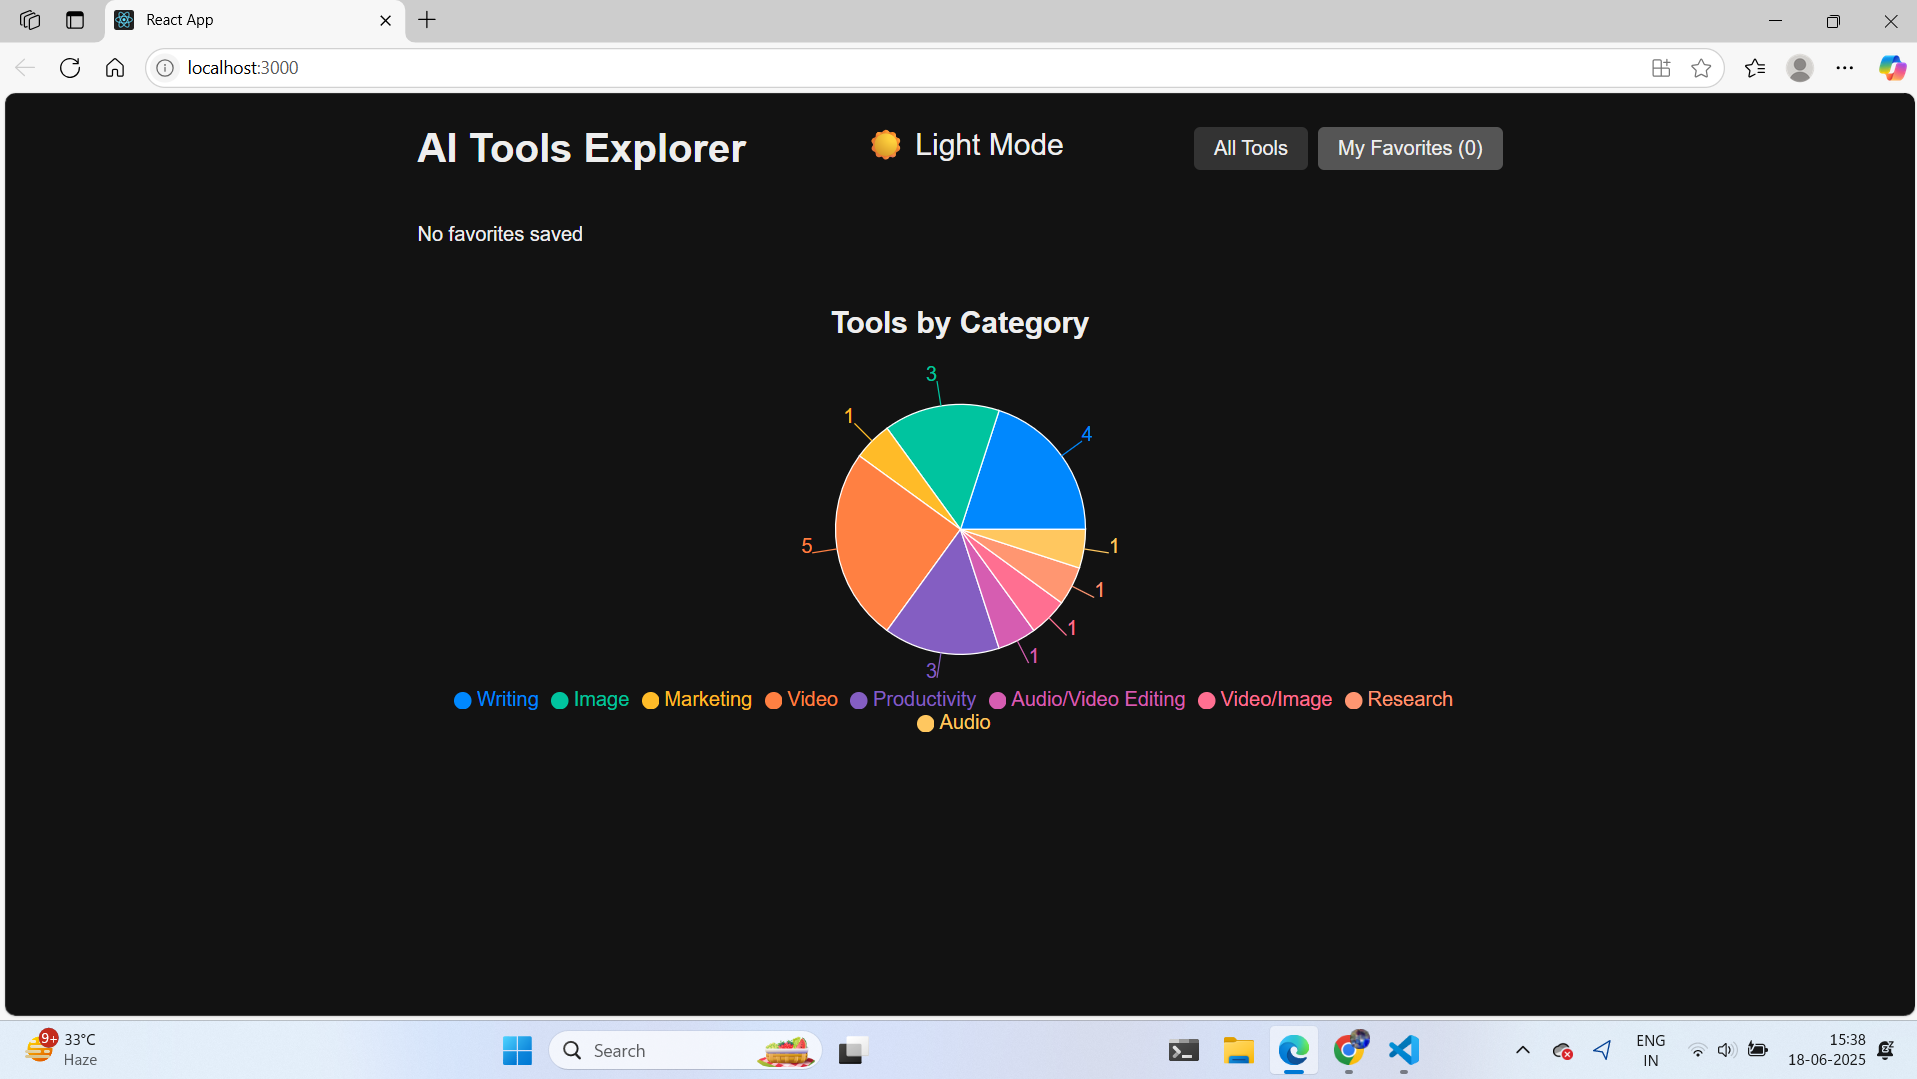 React App
localhost:3000
AI Tools Explorer
Light Mode
All Tools
My Favorites (0)
No favorites saved
Tools by Category
3
1
4
5
1
1
1
1
3
Writing Image Marketing Video Productivity Audio/Video Editing Video/Image Research
Audio
9+
33°C
Haze
Search
ENG
IN
15:38
18-06-2025